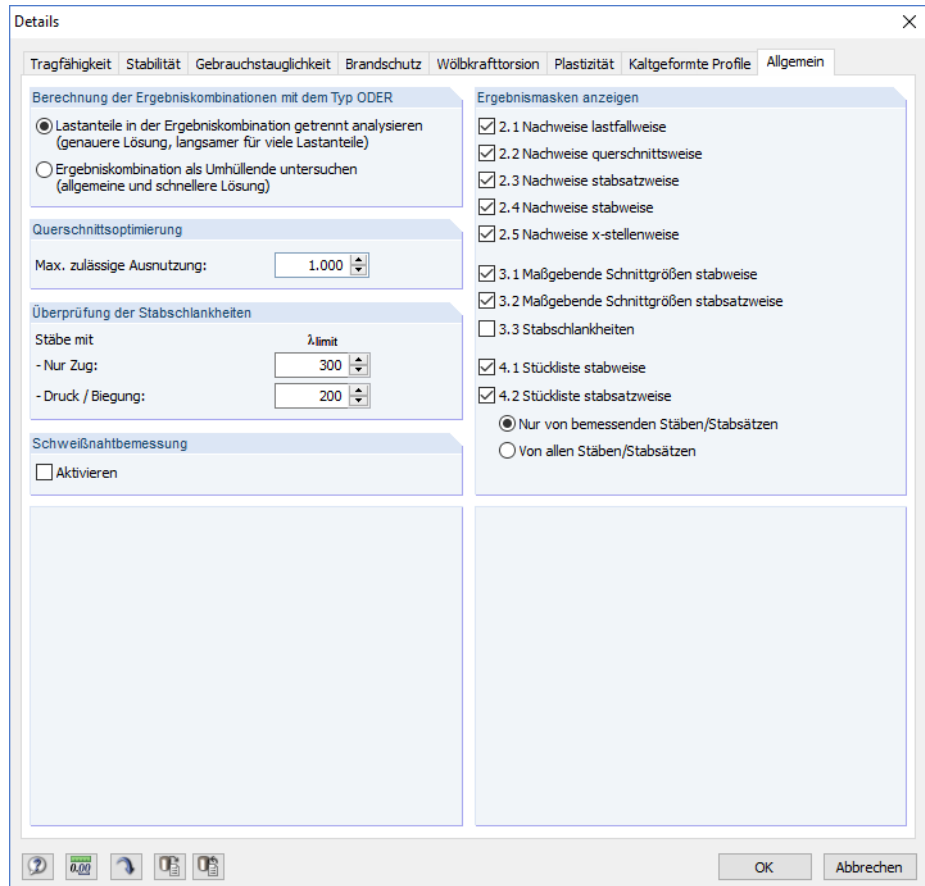 Details
Tragfähigkeit Stabilität Gebrauchstauglichkeit Brandschutz Wölbkrafttorsion Plastizität Kaltgeformte Profile Allgemein
Berechnung der Ergebniskombinationen mit dem Typ ODER
Lastanteile in der Ergebniskombination getrennt analysieren
(genauere Lösung, langsamer für viele Lastanteile)
Ergebniskombination als Umhüllende untersuchen
(allgemeine und schnellere Lösung)
Querschnittsoptimierung
Max. zulässige Ausnutzung: 1.000
Überprüfung der Stabschlankheiten
Stäbe mit λlimit
- Nur Zug: 300
- Druck / Biegung: 200
Schweißnahtbemessung
Aktivieren
Ergebnismasken anzeigen
2.1 Nachweise lastfallweise
2.2 Nachweise querschnittsweise
2.3 Nachweise stabsatzweise
2.4 Nachweise stabweise
2.5 Nachweise x-stellenweise
3.1 Maßgebende Schnittgrößen stabweise
3.2 Maßgebende Schnittgrößen stabsatzweise
3.3 Stabschlankheiten
4.1 Stückliste stabweise
4.2 Stückliste stabsatzweise
Nur von bemessenden Stäben/Stabsätzen
Von allen Stäben/Stabsätzen
0.00
OK Abbrechen